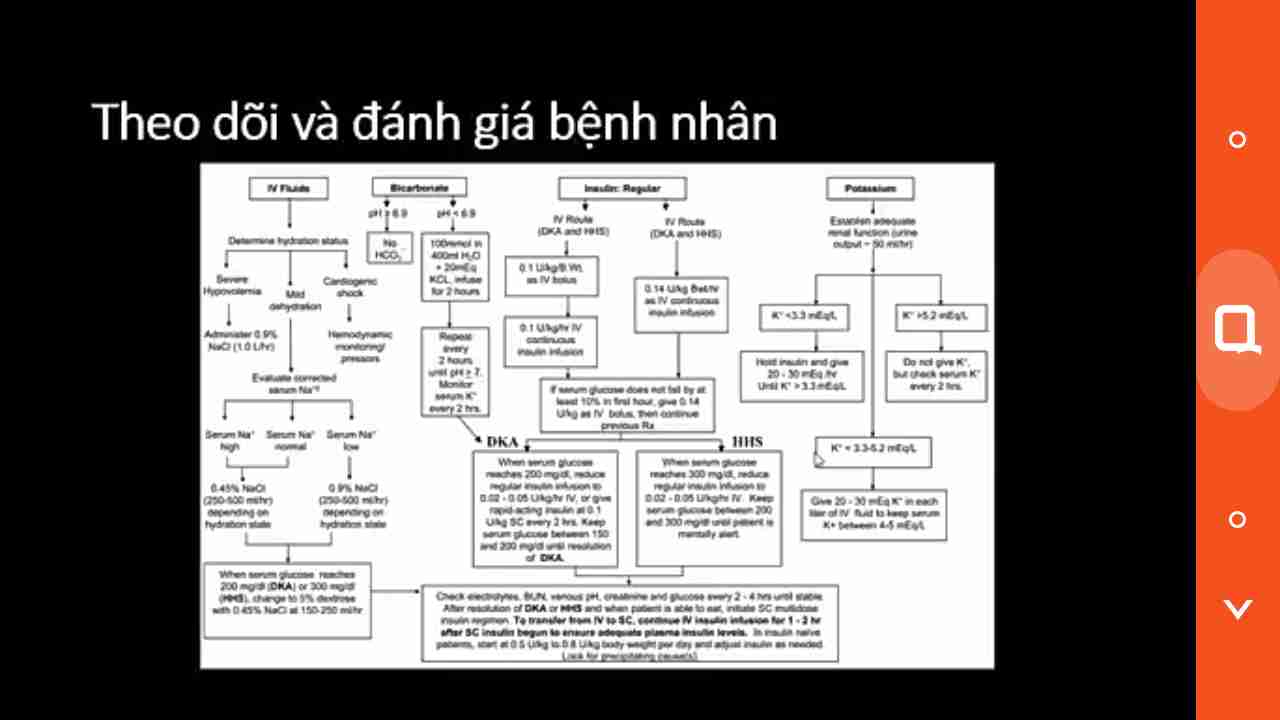 Theo dõi và đánh giá bệnh nhân
IV Fluids
Determine hydration status
Severe
Hypovolemia
Mild
dehydration
Cardiogenic
shock
Administer 0.9%
NaCl (1.0 L/hr)
Hemodynamic
monitoring/
pressors
Evaluate corrected
serum Na⁺
Serum Na⁺
high
Serum Na⁺
normal
Serum Na⁺
low
0.45% NaCl
(250-500 ml/hr)
depending on
hydration state
0.9% NaCl
(250-500 ml/hr)
depending on
hydration state
When serum glucose reaches
200 mg/dl (DKA) or 300 mg/dl
(HHS), change to 5% dextrose
with 0.45% NaCl at 150-250 ml/hr
Bicarbonate
pH ≥ 6.9
pH < 6.9
No
HCO₃⁻
100mmol in
400ml H₂O
+ 20mEq
KCL, infuse
for 2 hours
Repeat
every
2 hours
until pH ≥ 7.
Monitor
serum K⁺
every 2 hrs.
Insulin: Regular
IV Route
(DKA and HHS)
IV Route
(DKA and HHS)
0.1 U/kg/B.Wt.
as IV bolus
0.1 U/kg/hr IV
continuous
insulin infusion
0.14 U/kg Bwt/hr
as IV continuous
insulin infusion
If serum glucose does not fall by at
least 10% in first hour, give 0.14
U/kg as IV bolus, then continue
previous Rx
DKA
HHS
When serum glucose
reaches 200 mg/dl, reduce
regular insulin infusion to
0.02 - 0.05 U/kg/hr IV, or give
rapid-acting insulin at 0.1
U/kg SC every 2 hrs. Keep
serum glucose between 150
and 200 mg/dl until resolution
of DKA.
When serum glucose
reaches 300 mg/dl, reduce
regular insulin infusion to
0.02 - 0.05 U/kg/hr IV. Keep
serum glucose between 200
and 300 mg/dl until patient is
mentally alert.
Potassium
Establish adequate
renal function (urine
output ~ 50 ml/hr)
K⁺ <3.3 mEq/L
K⁺ >5.2 mEq/L
Hold insulin and give
20 - 30 mEq /hr
Until K⁺ > 3.3 mEq/L
Do not give K⁺,
but check serum K⁺
every 2 hrs.
K⁺ = 3.3-5.2 mEq/L
Give 20 - 30 mEq K⁺ in each
liter of IV fluid to keep serum
K+ between 4-5 mEq/L
Check electrolytes, BUN, venous pH, creatinine and glucose every 2 - 4 hrs until stable.
After resolution of DKA or HHS and when patient is able to eat, initiate SC multidose
insulin regimen. To transfer from IV to SC, continue IV insulin infusion for 1 - 2 hr
after SC insulin begun to ensure adequate plasma insulin levels. In insulin naive
patients, start at 0.5 U/kg to 0.8 U/kg body weight per day and adjust insulin as needed.
Look for precipitating cause(s).